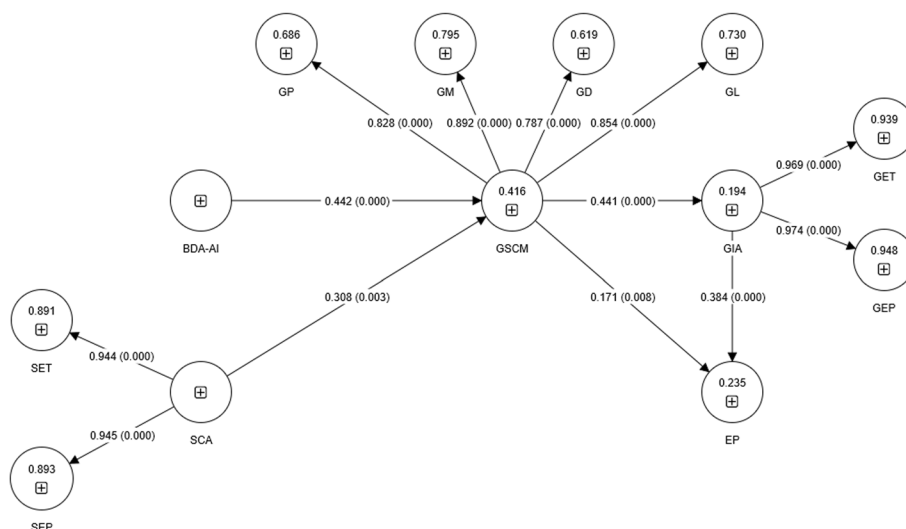 0.686
GP
0.795
GM
0.619
GD
0.730
GL
0.828 (0.000)
0.892 (0.000)
0.787 (0.000)
0.854 (0.000)
0.939
GET
0.969 (0.000)
BDA-AI
0.442 (0.000)
0.416
GSCM
0.441 (0.000)
0.194
GIA
0.974 (0.000)
0.948
GEP
0.308 (0.003)
0.171 (0.008)
0.384 (0.000)
0.891
SET
0.944 (0.000)
SCA
0.235
EP
0.945 (0.000)
0.893
SEP